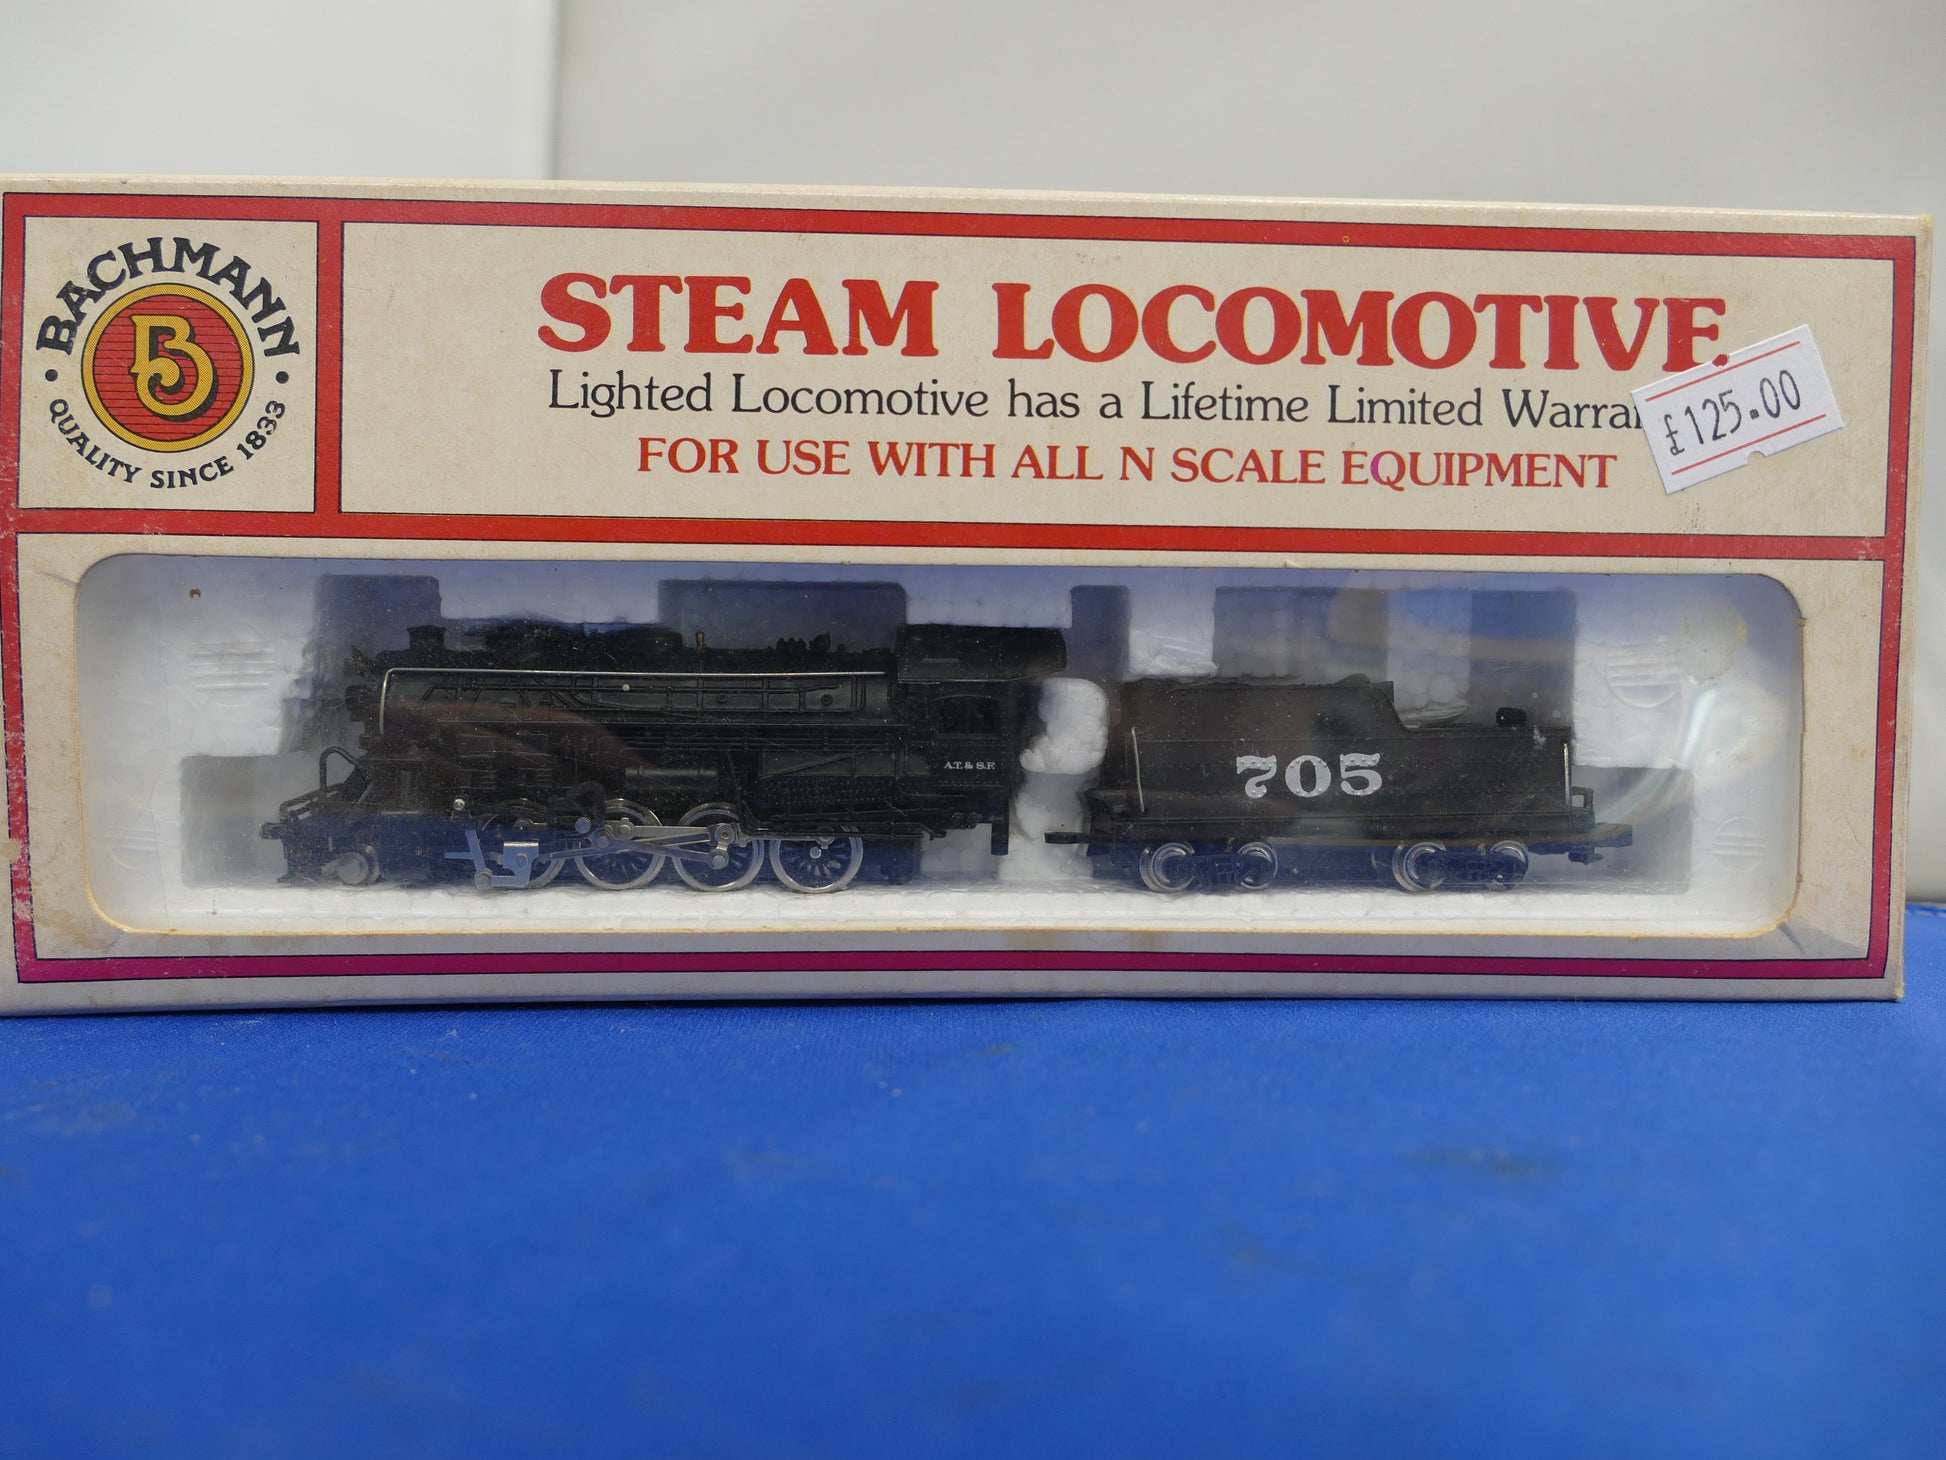 BACHMANN
B
• QUALITY SINCE 1833 •
STEAM LOCOMOTIVE
Lighted Locomotive has a Lifetime Limited Warra
£125.00
FOR USE WITH ALL N SCALE EQUIPMENT
A.T. & S.F.
705